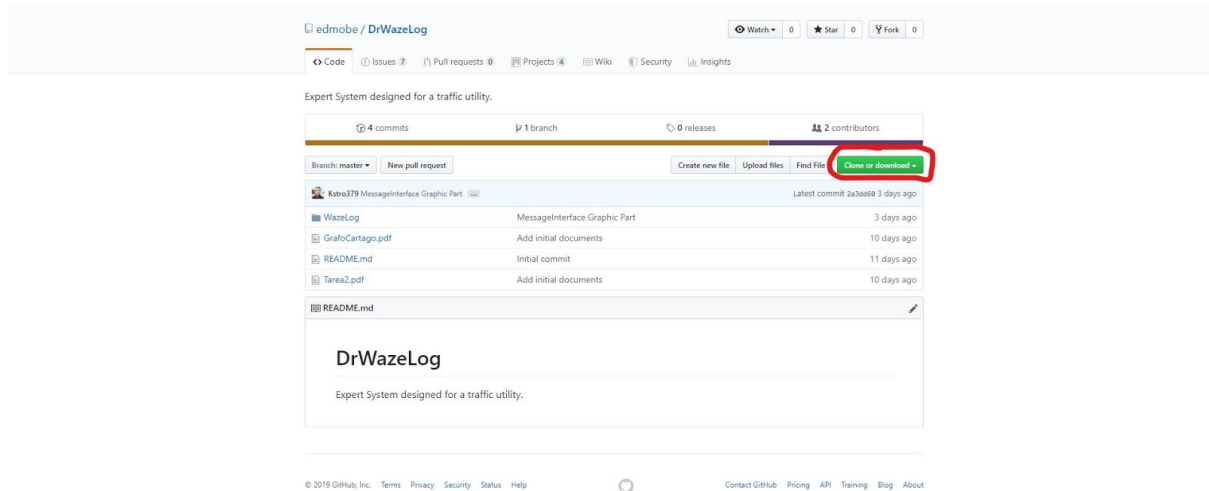 edmobe / DrWazeLog
Watch 0 Star 0 Fork 0
Code Issues 7 Pull requests 0 Projects 4 Wiki Security Insights
Expert System designed for a traffic utility.
4 commits 1 branch 0 releases 2 contributors
Branch: master New pull request Create new file Upload files Find File Clone or download
Kstro379 MessageInterface Graphic Part ... Latest commit 2a3dd60 3 days ago
WazeLog MessageInterface Graphic Part 3 days ago
GrafoCartago.pdf Add initial documents 10 days ago
README.md Initial commit 11 days ago
Tarea2.pdf Add initial documents 10 days ago
README.md
DrWazeLog
Expert System designed for a traffic utility.
© 2019 GitHub, Inc. Terms Privacy Security Status Help Contact GitHub Pricing API Training Blog About